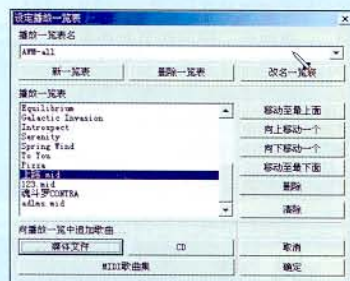 设定播放一览表
播放一览表名
AWM-all
新一览表
删除一览表
改名一览表
播放一览表
Equilibrium
Galactic Invasion
Introspect
Serenity
Spring Wind
To You
Pizza
上海.mid
123.mid
魂斗罗CONTRA
adlmx.mid
移动至最上面
向上移动一个
向下移动一个
移动至最下面
删除
清除
向播放一览中追加歌曲
媒体文件
CD
取消
MIDI歌曲集
确定